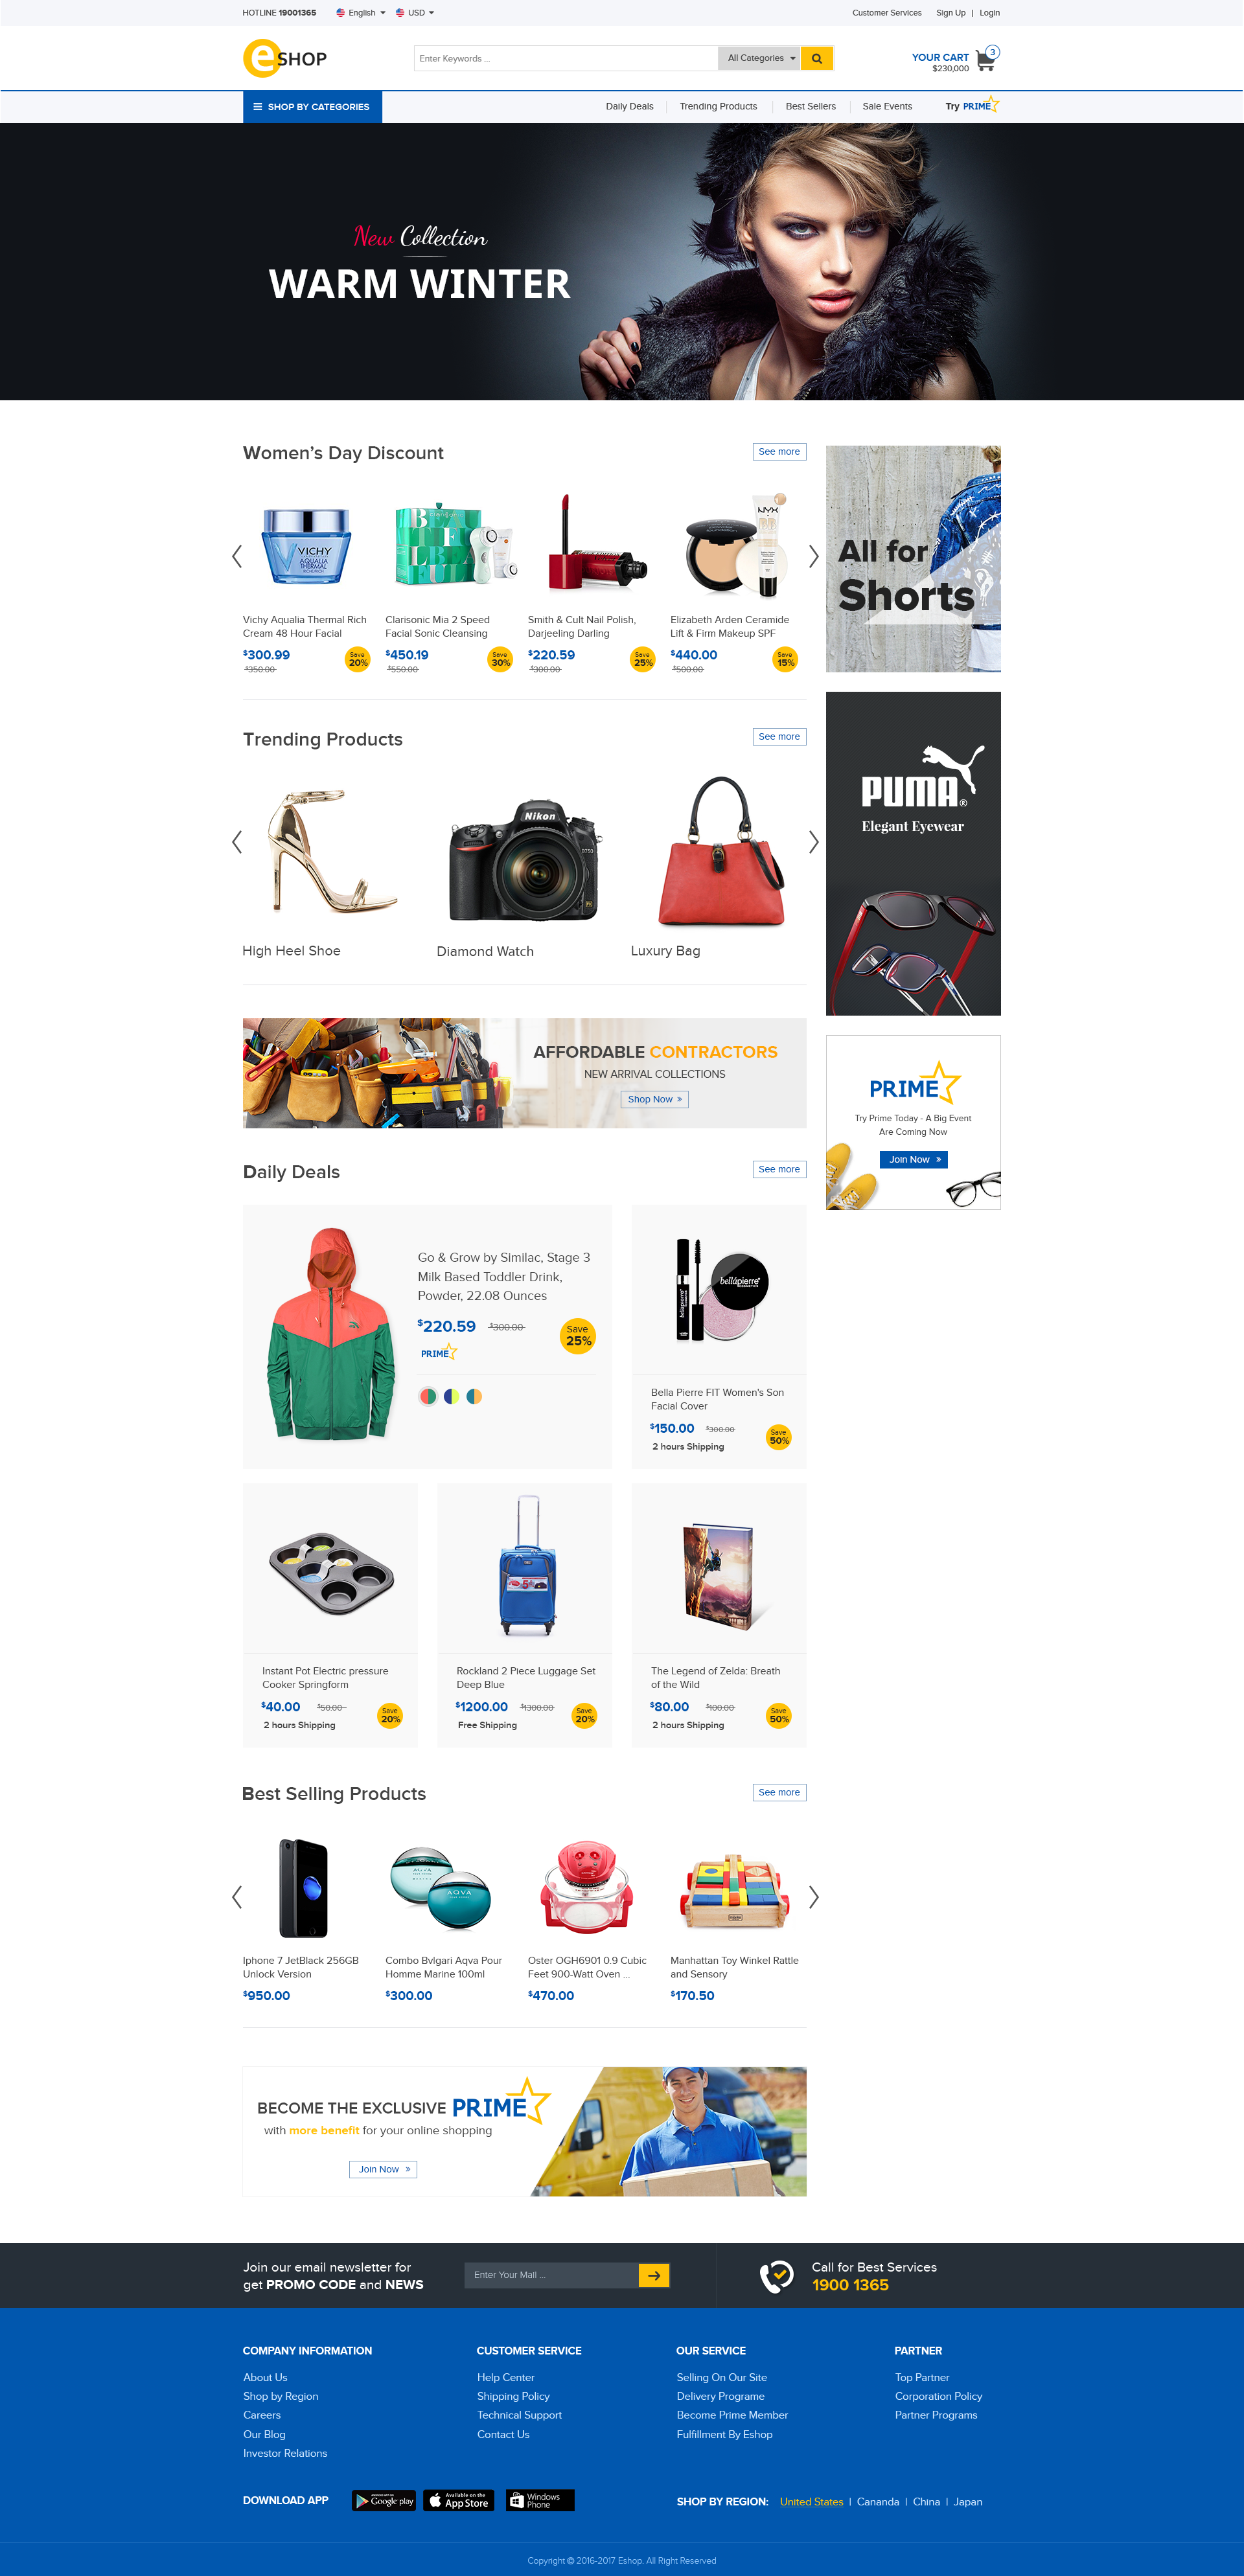 HOTLINE 19001365
English
USD
Customer Services
Sign Up | Login
eSHOP
Enter Keywords ...
All Categories
YOUR CART
$230,000
3
SHOP BY CATEGORIES
Daily Deals
Trending Products
Best Sellers
Sale Events
Try PRIME
New Collection
WARM WINTER
Women's Day Discount
See more
VICHY
AQUALIA
THERMAL
NYX
Vichy Aqualia Thermal Rich
Cream 48 Hour Facial
$300.99
$350.00
Save
20%
Clarisonic Mia 2 Speed
Facial Sonic Cleansing
$450.19
$550.00
Save
30%
Smith & Cult Nail Polish,
Darjeeling Darling
$220.59
$300.00
Save
25%
Elizabeth Arden Ceramide
Lift & Firm Makeup SPF
$440.00
$500.00
Save
15%
All for
Shorts
Trending Products
See more
Nikon
D750
High Heel Shoe
Diamond Watch
Luxury Bag
PUMA®
Elegant Eyewear
AFFORDABLE CONTRACTORS
NEW ARRIVAL COLLECTIONS
Shop Now »
PRIME
Try Prime Today - A Big Event
Are Coming Now
Join Now »
Daily Deals
See more
Go & Grow by Similac, Stage 3
Milk Based Toddler Drink,
Powder, 22.08 Ounces
$220.59
$300.00
Save
25%
PRIME
bellápierre
COSMETICS
Bella Pierre FIT Women's Son
Facial Cover
$150.00
$300.00
2 hours Shipping
Save
50%
Instant Pot Electric pressure
Cooker Springform
$40.00
$50.00
2 hours Shipping
Save
20%
Rockland 2 Piece Luggage Set
Deep Blue
$1200.00
$1300.00
Free Shipping
Save
20%
The Legend of Zelda: Breath
of the Wild
$80.00
$100.00
2 hours Shipping
Save
50%
Best Selling Products
See more
AQVA
AQVA
Iphone 7 JetBlack 256GB
Unlock Version
$950.00
Combo Bvlgari Aqva Pour
Homme Marine 100ml
$300.00
Oster OGH6901 0.9 Cubic
Feet 900-Watt Oven ...
$470.00
Manhattan Toy Winkel Rattle
and Sensory
$170.50
BECOME THE EXCLUSIVE PRIME
with more benefit for your online shopping
Join Now »
Join our email newsletter for
get PROMO CODE and NEWS
Enter Your Mail ...
Call for Best Services
1900 1365
COMPANY INFORMATION
About Us
Shop by Region
Careers
Our Blog
Investor Relations
CUSTOMER SERVICE
Help Center
Shipping Policy
Technical Support
Contact Us
OUR SERVICE
Selling On Our Site
Delivery Programe
Become Prime Member
Fulfillment By Eshop
PARTNER
Top Partner
Corporation Policy
Partner Programs
DOWNLOAD APP
ANDROID APP ON
Google play
Available on the
App Store
Windows
Phone
SHOP BY REGION: United States | Cananda | China | Japan
Copyright © 2016-2017 Eshop. All Right Reserved